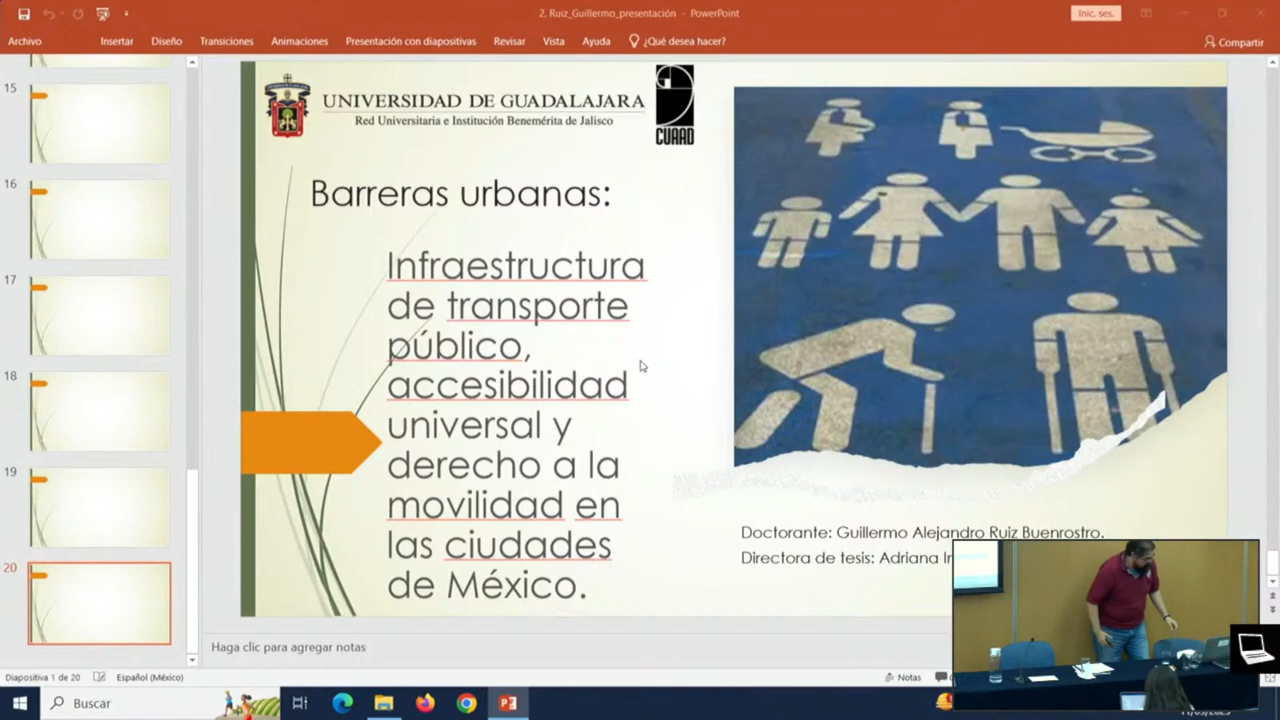 2. Ruiz_Guillermo_presentación - PowerPoint
Inic. ses.
Archivo
Insertar
Diseño
Transiciones
Animaciones
Presentación con diapositivas
Revisar
Vista
Ayuda
¿Qué desea hacer?
Compartir
15
16
17
18
19
20
UNIVERSIDAD DE GUADALAJARA
Red Universitaria e Institución Benemérita de Jalisco
CUAAD
Barreras urbanas:
Infraestructura
de transporte
público,
accesibilidad
universal y
derecho a la
movilidad en
las ciudades
de México.
Doctorante: Guillermo Alejandro Ruiz Buenrostro.
Directora de tesis: Adriana
Haga clic para agregar notas
Diapositiva 1 de 20
Español (México)
Notas
Buscar